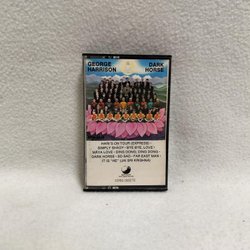 GEORGE HARRISON
DARK HORSE
HARI'S ON TOUR (EXPRESS) •
SIMPLY SHADY • BYE BYE, LOVE •
MAYA LOVE • DING DONG; DING DONG •
DARK HORSE • SO SAD • FAR EAST MAN •
IT IS "HE" (JAI SRI KRISHNA)